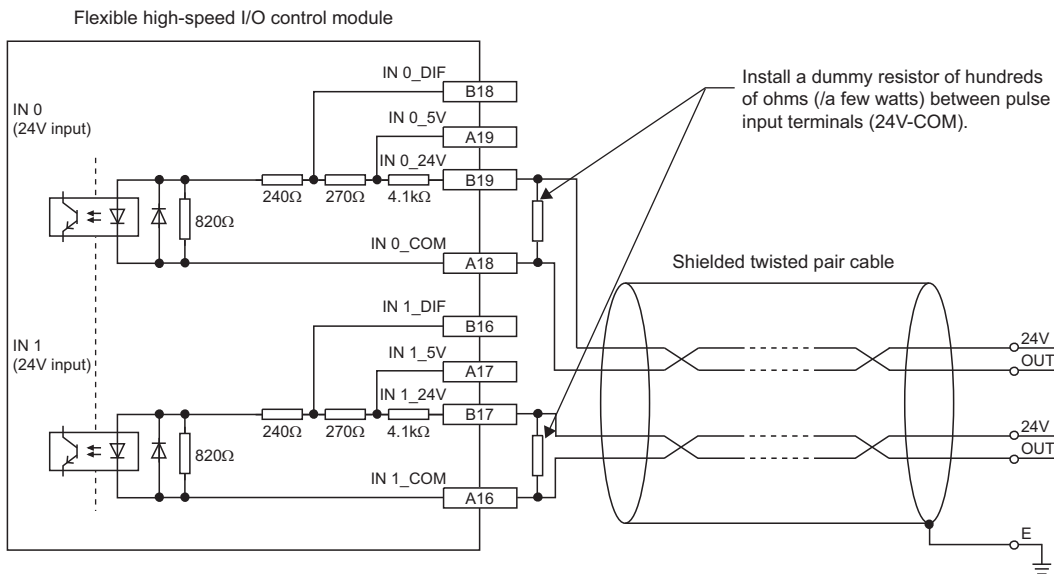 Flexible high-speed I/O control module
IN 0_DIF
B18
Install a dummy resistor of hundreds
of ohms (/a few watts) between pulse
input terminals (24V-COM).
IN 0
(24V input)
IN 0_5V
A19
IN 0_24V
B19
240Ω
270Ω
4.1kΩ
820Ω
IN 0_COM
A18
Shielded twisted pair cable
IN 1_DIF
B16
IN 1
(24V input)
IN 1_5V
A17
24V
OUT
IN 1_24V
B17
240Ω
270Ω
4.1kΩ
24V
OUT
820Ω
IN 1_COM
A16
E